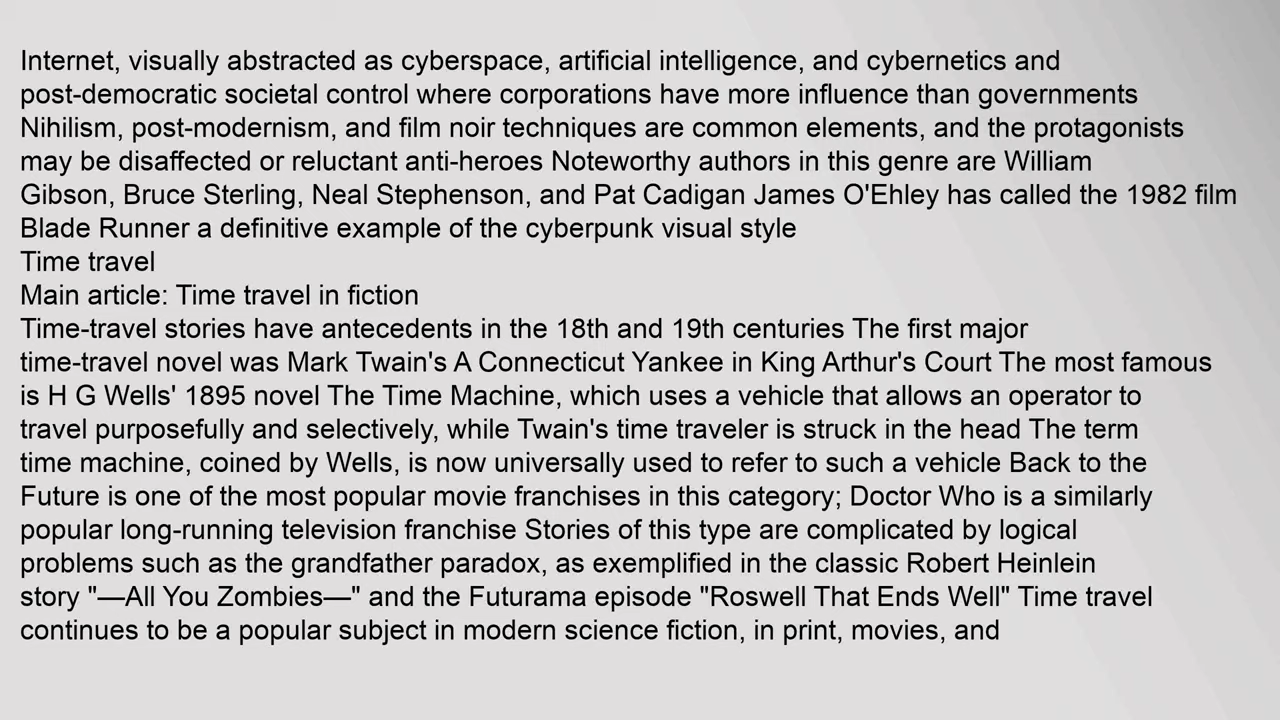 Internet, visually abstracted as cyberspace, artificial intelligence, and cybernetics and
post-democratic societal control where corporations have more influence than governments
Nihilism, post-modernism, and film noir techniques are common elements, and the protagonists
may be disaffected or reluctant anti-heroes Noteworthy authors in this genre are William
Gibson, Bruce Sterling, Neal Stephenson, and Pat Cadigan James O'Ehley has called the 1982 film
Blade Runner a definitive example of the cyberpunk visual style
Time travel
Main article: Time travel in fiction
Time-travel stories have antecedents in the 18th and 19th centuries The first major
time-travel novel was Mark Twain's A Connecticut Yankee in King Arthur's Court The most famous
is H G Wells' 1895 novel The Time Machine, which uses a vehicle that allows an operator to
travel purposefully and selectively, while Twain's time traveler is struck in the head The term
time machine, coined by Wells, is now universally used to refer to such a vehicle Back to the
Future is one of the most popular movie franchises in this category; Doctor Who is a similarly
popular long-running television franchise Stories of this type are complicated by logical
problems such as the grandfather paradox, as exemplified in the classic Robert Heinlein
story "—All You Zombies—" and the Futurama episode "Roswell That Ends Well" Time travel
continues to be a popular subject in modern science fiction, in print, movies, and